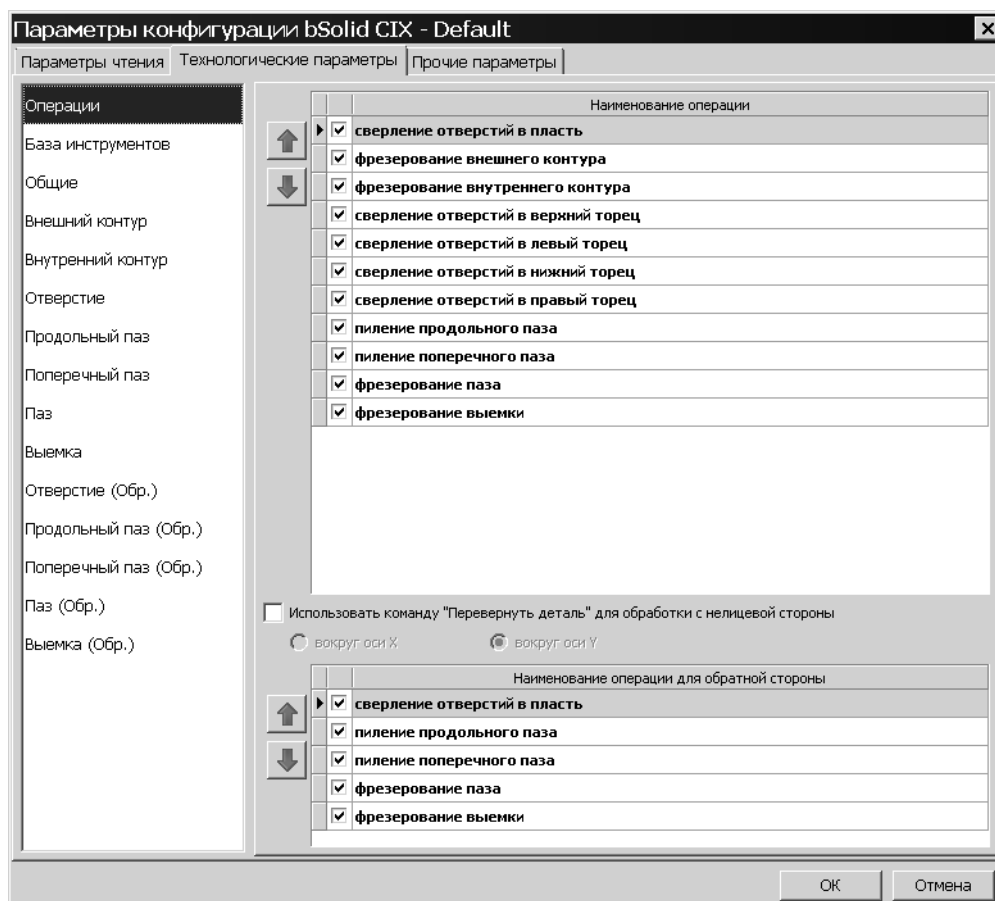 Параметры конфигурации bSolid CIX - Default
Параметры чтения
Технологические параметры
Прочие параметры
Операции
База инструментов
Общие
Внешний контур
Внутренний контур
Отверстие
Продольный паз
Поперечный паз
Паз
Выемка
Отверстие (Обр.)
Продольный паз (Обр.)
Поперечный паз (Обр.)
Паз (Обр.)
Выемка (Обр.)
Наименование операции
сверление отверстий в пласть
фрезерование внешнего контура
фрезерование внутреннего контура
сверление отверстий в верхний торец
сверление отверстий в левый торец
сверление отверстий в нижний торец
сверление отверстий в правый торец
пиление продольного паза
пиление поперечного паза
фрезерование паза
фрезерование выемки
Использовать команду "Перевернуть деталь" для обработки с нелицевой стороны
вокруг оси X
вокруг оси Y
Наименование операции для обратной стороны
сверление отверстий в пласть
пиление продольного паза
пиление поперечного паза
фрезерование паза
фрезерование выемки
ОК
Отмена